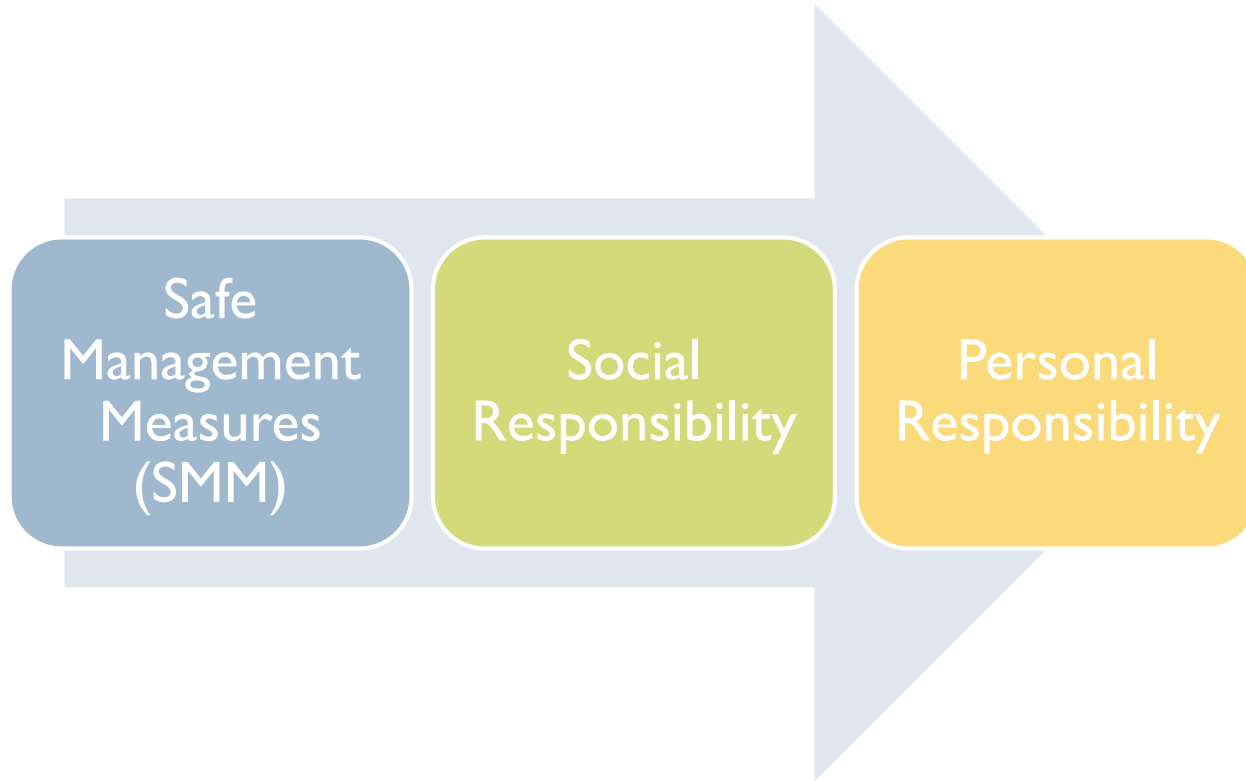 Safe
Management
Measures
(SMM)
Social
Responsibility
Personal
Responsibility